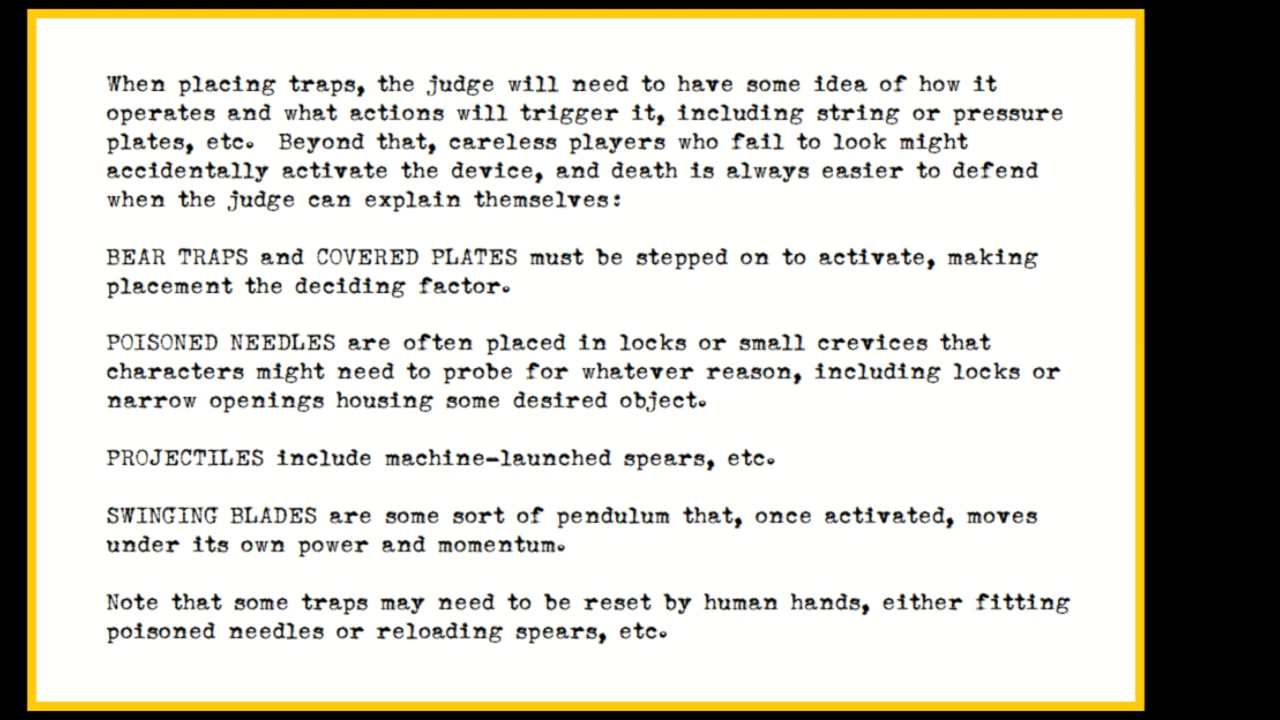 When placing traps, the judge will need to have some idea of how it
operates and what actions will trigger it, including string or pressure
plates, etc. Beyond that, careless players who fail to look might
accidentally activate the device, and death is always easier to defend
when the judge can explain themselves:
BEAR TRAPS and COVERED PLATES must be stepped on to activate, making
placement the deciding factor.
POISONED NEEDLES are often placed in locks or small crevices that
characters might need to probe for whatever reason, including locks or
narrow openings housing some desired object.
PROJECTILES include machine-launched spears, etc.
SWINGING BLADES are some sort of pendulum that, once activated, moves
under its own power and momentum.
Note that some traps may need to be reset by human hands, either fitting
poisoned needles or reloading spears, etc.